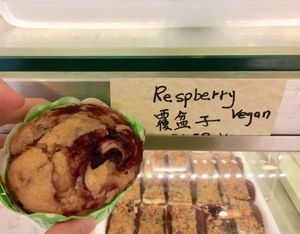 Respberry
覆盆子 Vegan